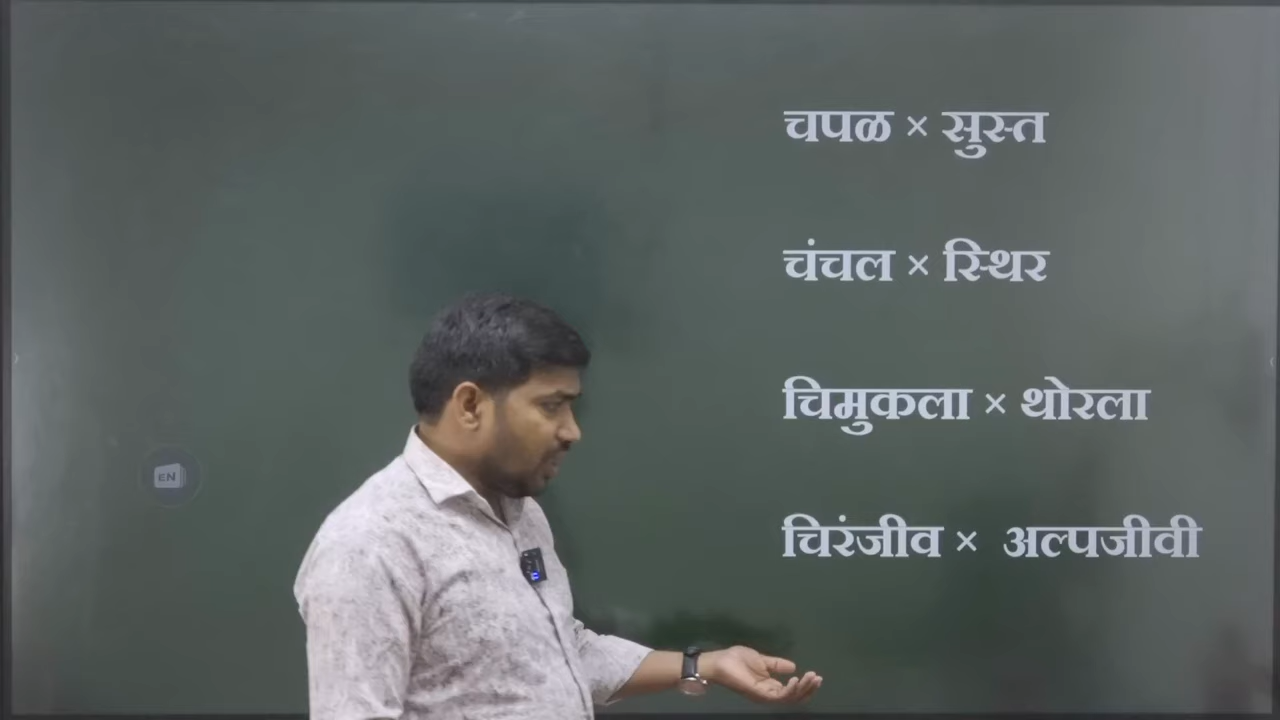 चपळ × सुस्त
चंचल × स्थिर
चिमुकला × थोरला
EN
चिरंजीव × अल्पजीवी